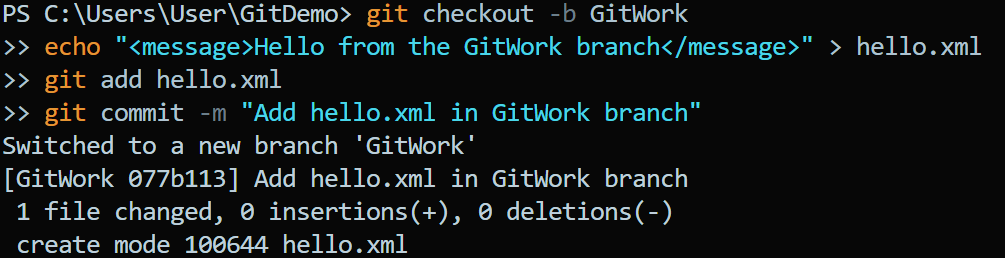 PS C:\Users\User\GitDemo> git checkout -b GitWork
>> echo "<message>Hello from the GitWork branch</message>" > hello.xml
>> git add hello.xml
>> git commit -m "Add hello.xml in GitWork branch"
Switched to a new branch 'GitWork'
[GitWork 077b113] Add hello.xml in GitWork branch
 1 file changed, 0 insertions(+), 0 deletions(-)
 create mode 100644 hello.xml